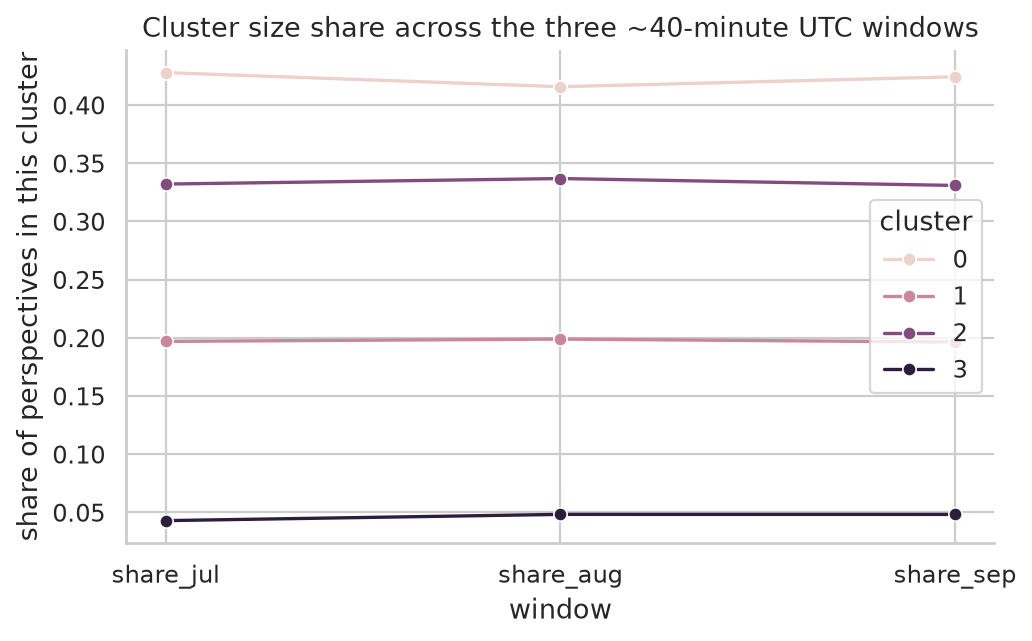 Cluster size share across the three ~40-minute UTC windows
share of perspectives in this cluster
0.40
0.35
0.30
0.25
0.20
0.15
0.10
0.05
cluster
0
1
2
3
share_jul
share_aug
share_sep
window